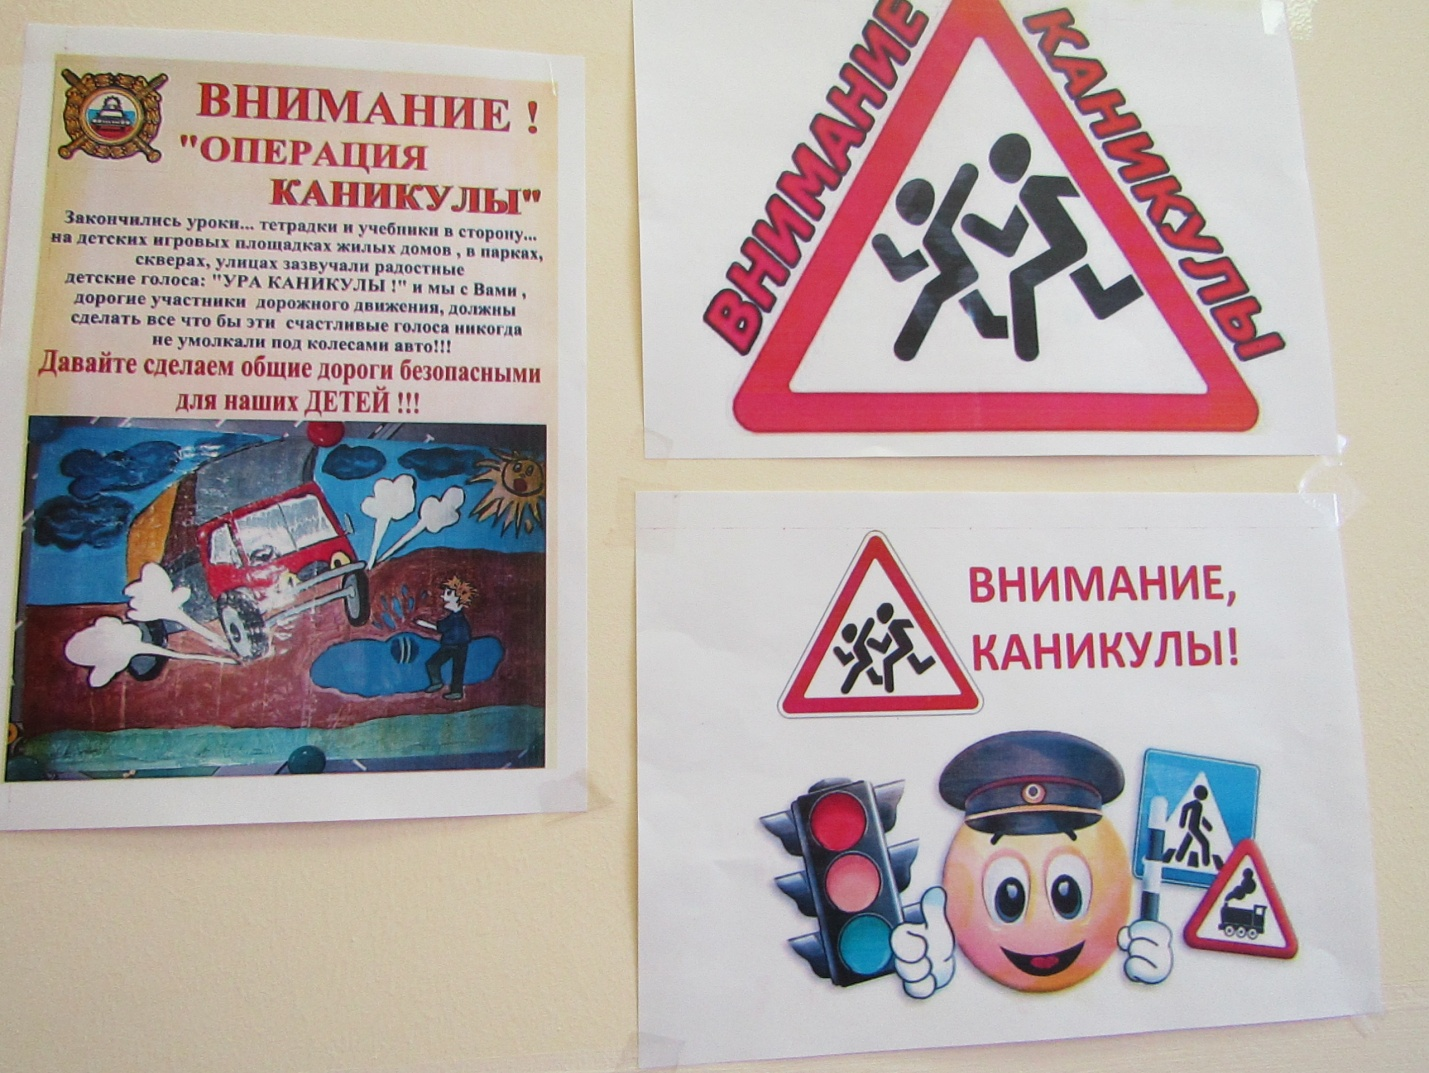 ВНИМАНИЕ !
"ОПЕРАЦИЯ
КАНИКУЛЫ"
Закончились уроки... тетрадки и учебники в сторону...
на детских игровых площадках жилых домов , в парках,
скверах, улицах зазвучали радостные
детские голоса: "УРА КАНИКУЛЫ !" и мы с Вами ,
дорогие участники дорожного движения, должны
сделать все что бы эти счастливые голоса никогда
не умолкали под колесами авто!!!
Давайте сделаем общие дороги безопасными
для наших ДЕТЕЙ !!!
ВНИМАНИЕ
КАНИКУЛЫ
ВНИМАНИЕ,
КАНИКУЛЫ!